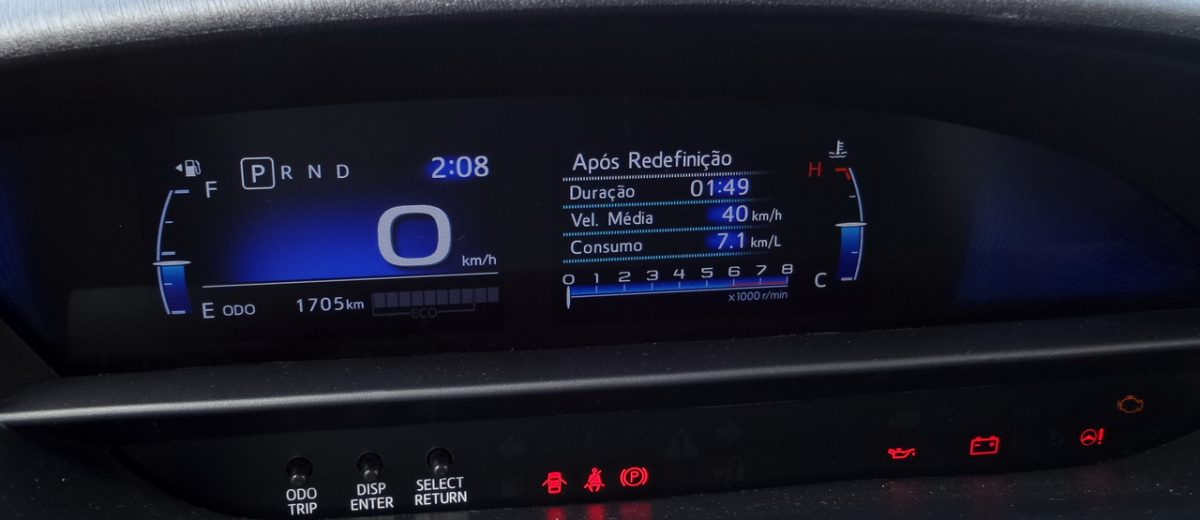 F
P R N D
2:08
0
km/h
E
ODO 1705km
ECO
Após Redefinição
Duração 01:49
Vel. Média 40 km/h
Consumo 7.1 km/L
0 1 2 3 4 5 6 7 8
x1000 r/min
H
C
ODO
TRIP
DISP
ENTER
SELECT
RETURN
P